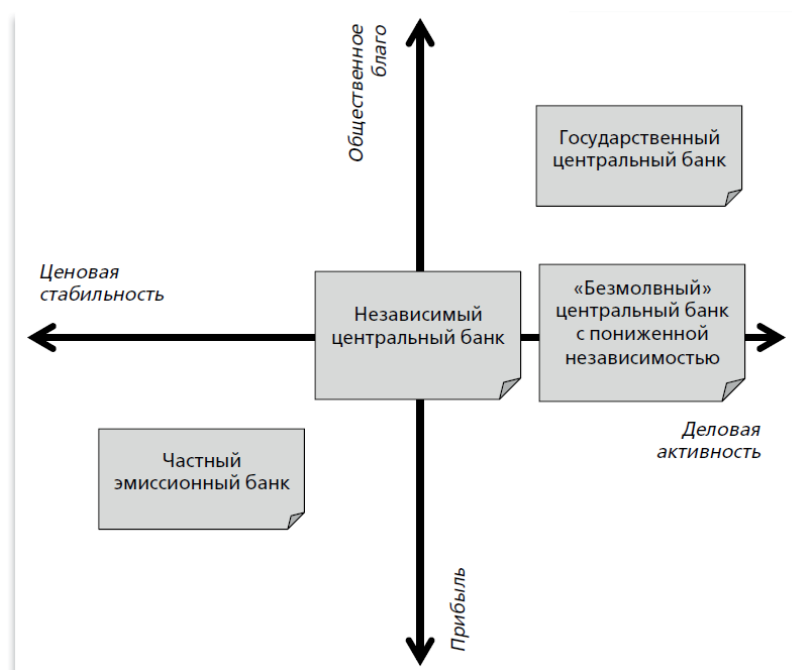 Общественное
благо
Государственный
центральный банк
Ценовая
стабильность
Независимый
центральный банк
«Безмолвный»
центральный банк
с пониженной
независимостью
Деловая
активность
Частный
эмиссионный банк
Прибыль